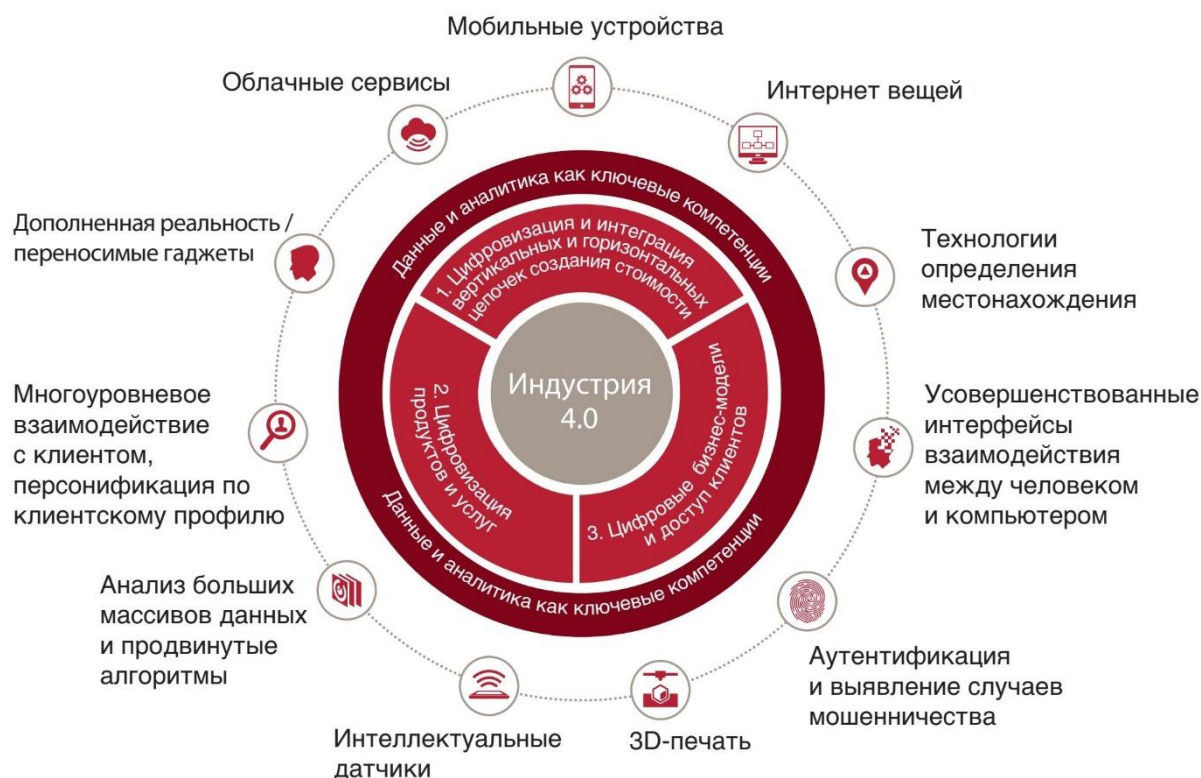 Мобильные устройства
Облачные сервисы
Интернет вещей
Дополненная реальность /
переносимые гаджеты
Технологии
определения
местонахождения
Многоуровневое
взаимодействие
с клиентом,
персонификация по
клиентскому профилю
Усовершенствованные
интерфейсы
взаимодействия
между человеком
и компьютером
Анализ больших
массивов данных
и продвинутые
алгоритмы
Аутентификация
и выявление случаев
мошенничества
Интеллектуальные
датчики
3D-печать
Данные и аналитика как ключевые компетенции
1. Цифровизация и интеграция
вертикальных и горизонтальных
цепочек создания стоимости
2. Цифровизация
продуктов и услуг
3. Цифровые бизнес-модели
и доступ клиентов
Индустрия
4.0
Данные и аналитика как ключевые компетенции